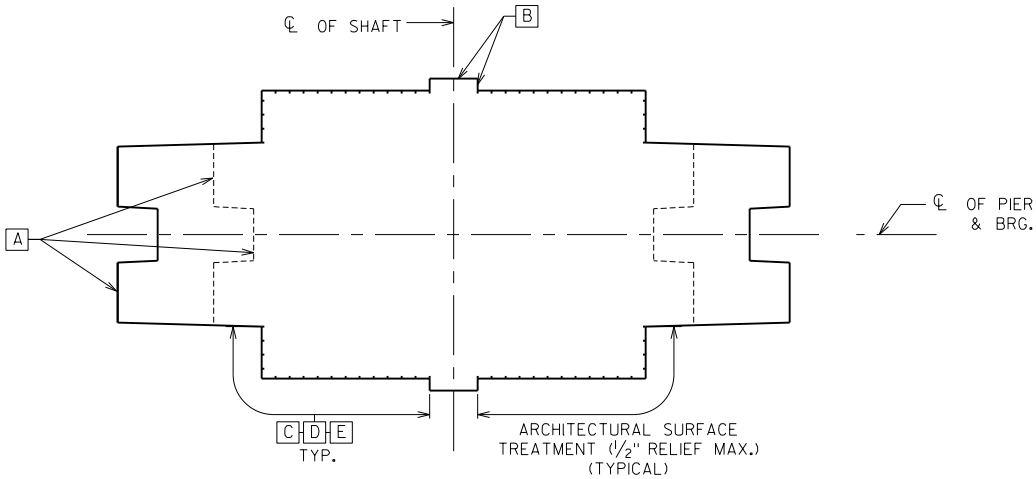 ℄ OF SHAFT
B
A
℄ OF PIER
& BRG.
C D E
TYP.
ARCHITECTURAL SURFACE
TREATMENT (1/2" RELIEF MAX.)
(TYPICAL)